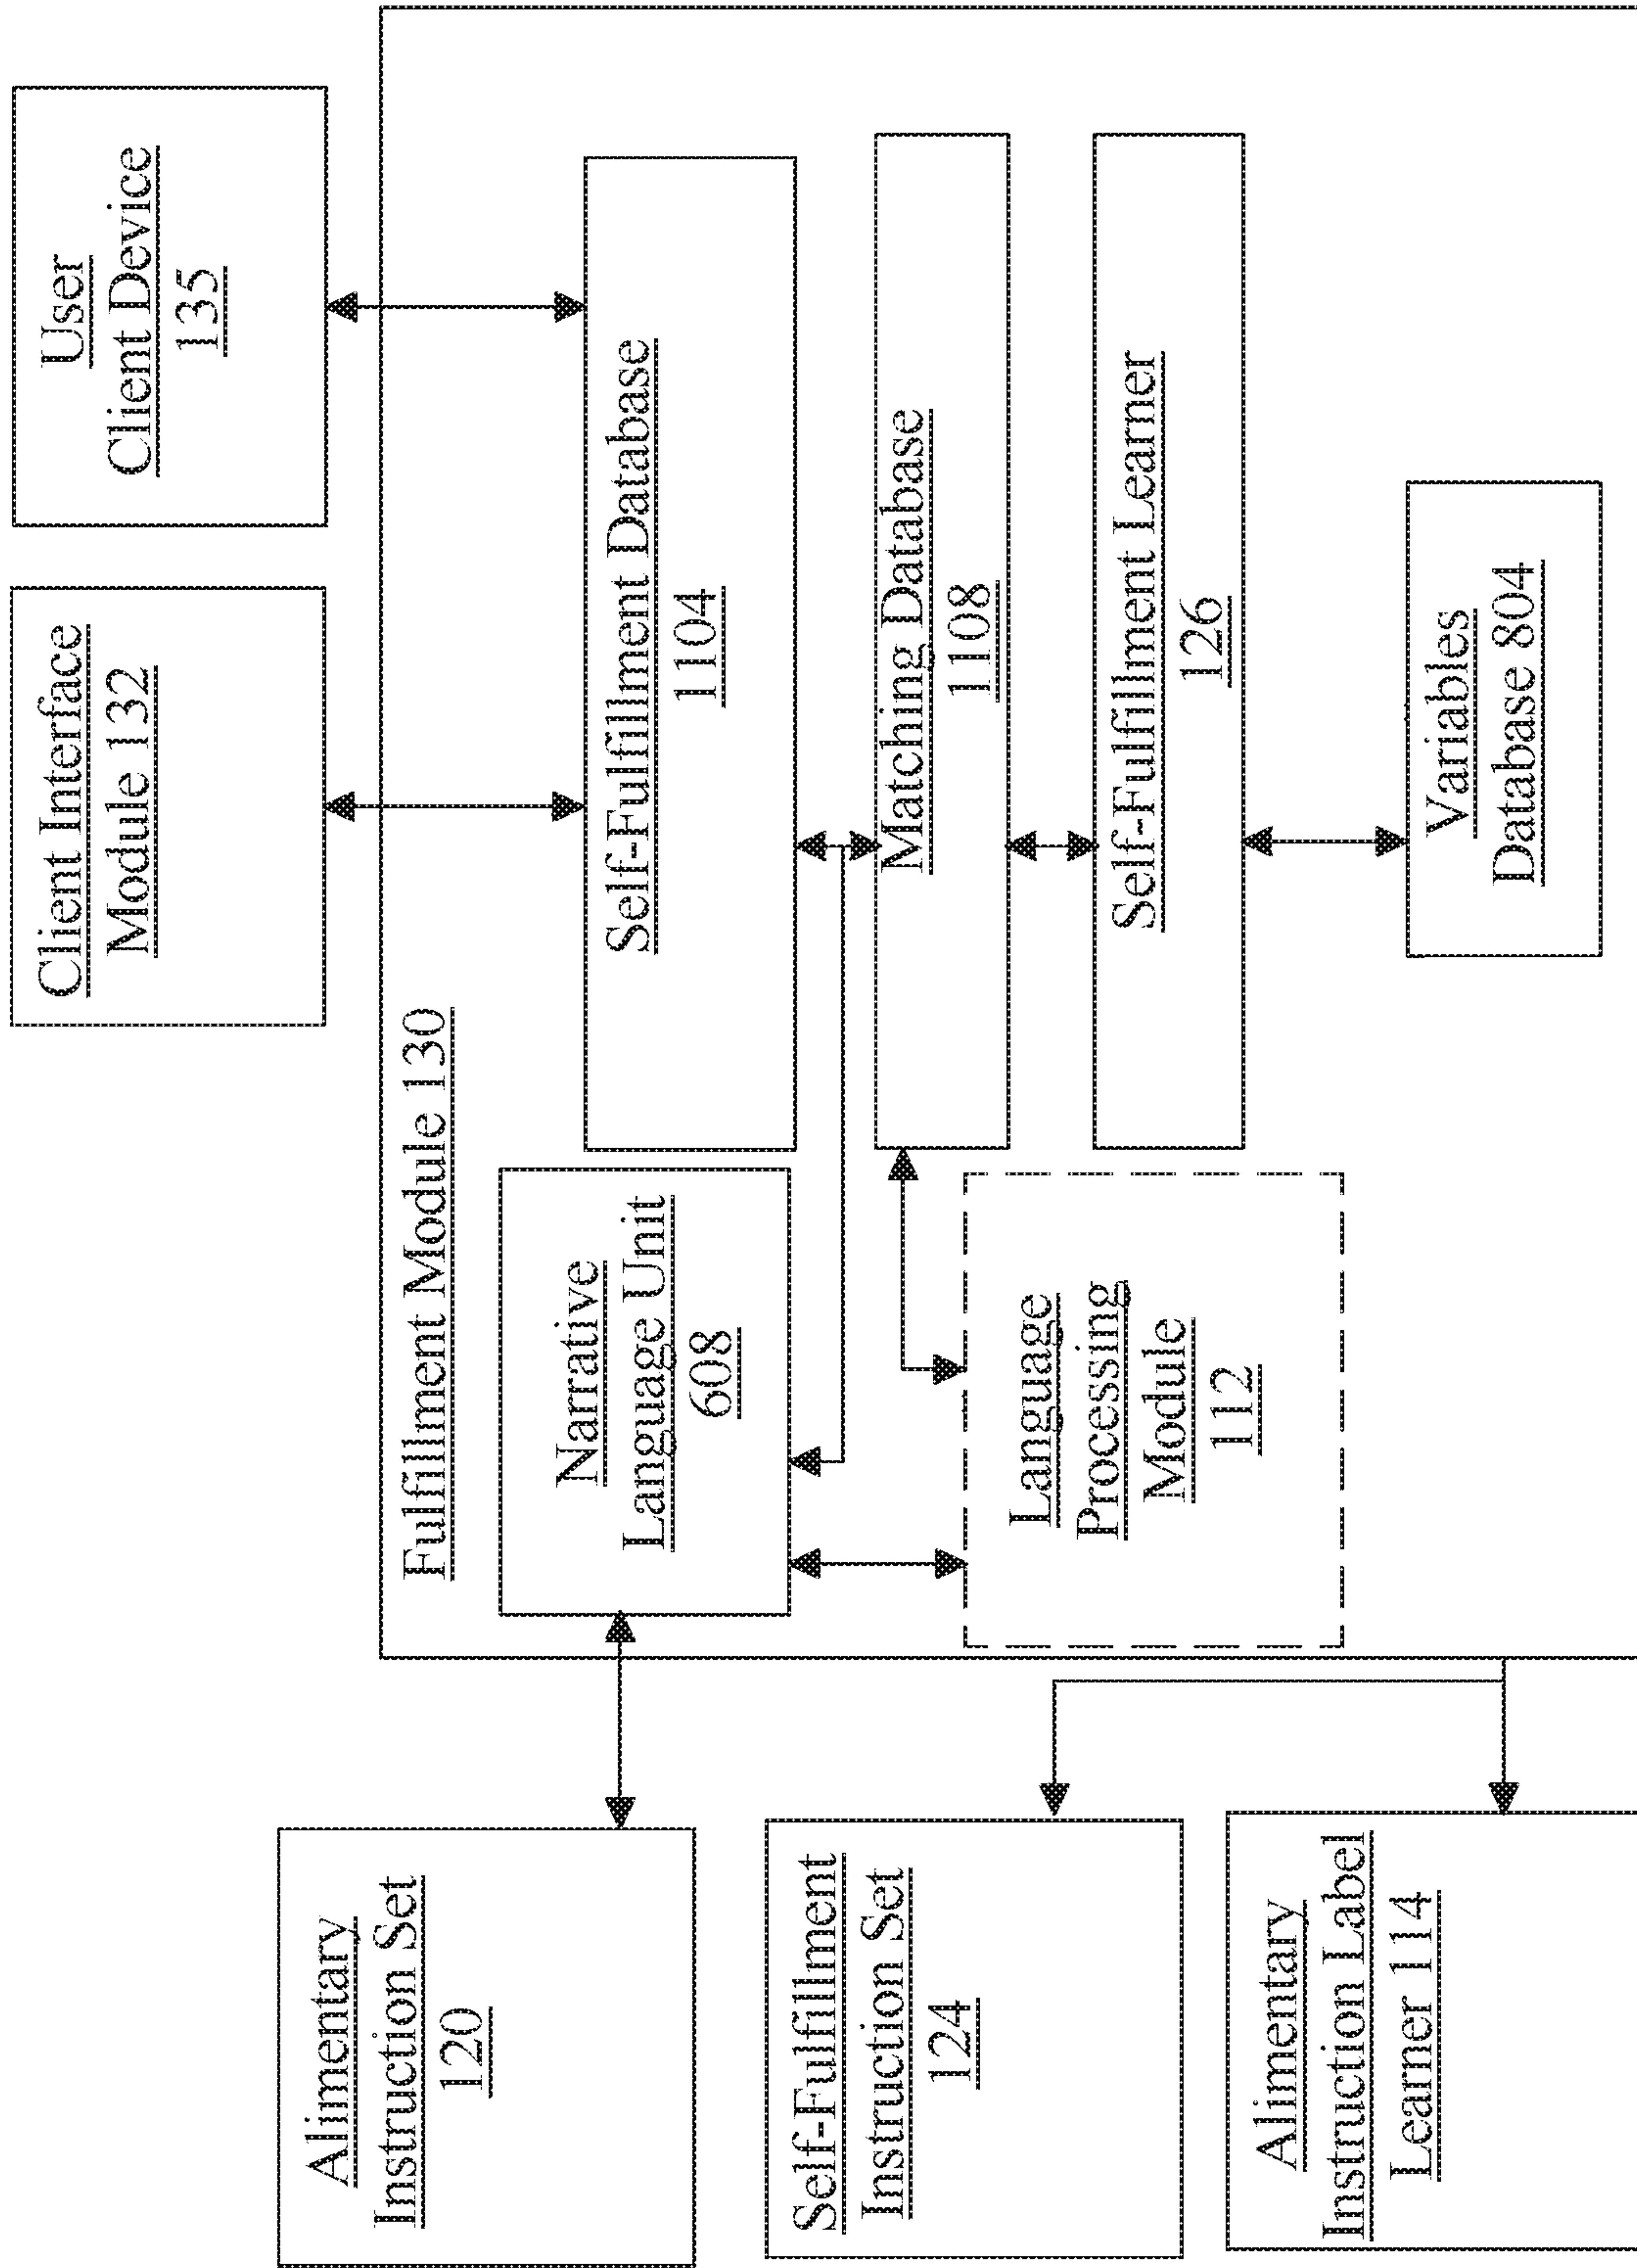 Alimentary
Instruction Set
120
Self-Fulfillment
Instruction Set
124
Alimentary
Instruction Label
Learner 114
Fulfillment Module 130
Narrative
Language Unit
608
Language
Processing
Module
112
Client Interface
Module 132
User
Client Device
135
Self-Fulfillment Database
1104
Matching Database
1108
Self-Fulfillment Learner
126
Variables
Database 804